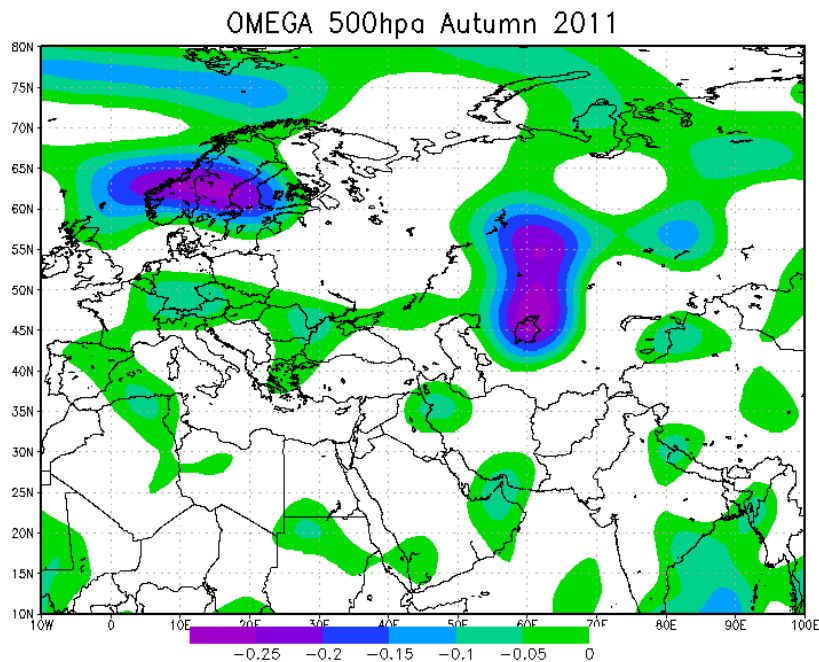 OMEGA 500hpa Autumn 2011
80N
75N
70N
65N
60N
55N
50N
45N
40N
35N
30N
25N
20N
15N
10N
10W 0 10E 20E 30E 40E 50E 60E 70E 80E 90E 100E
-0.25 -0.2 -0.15 -0.1 -0.05 0